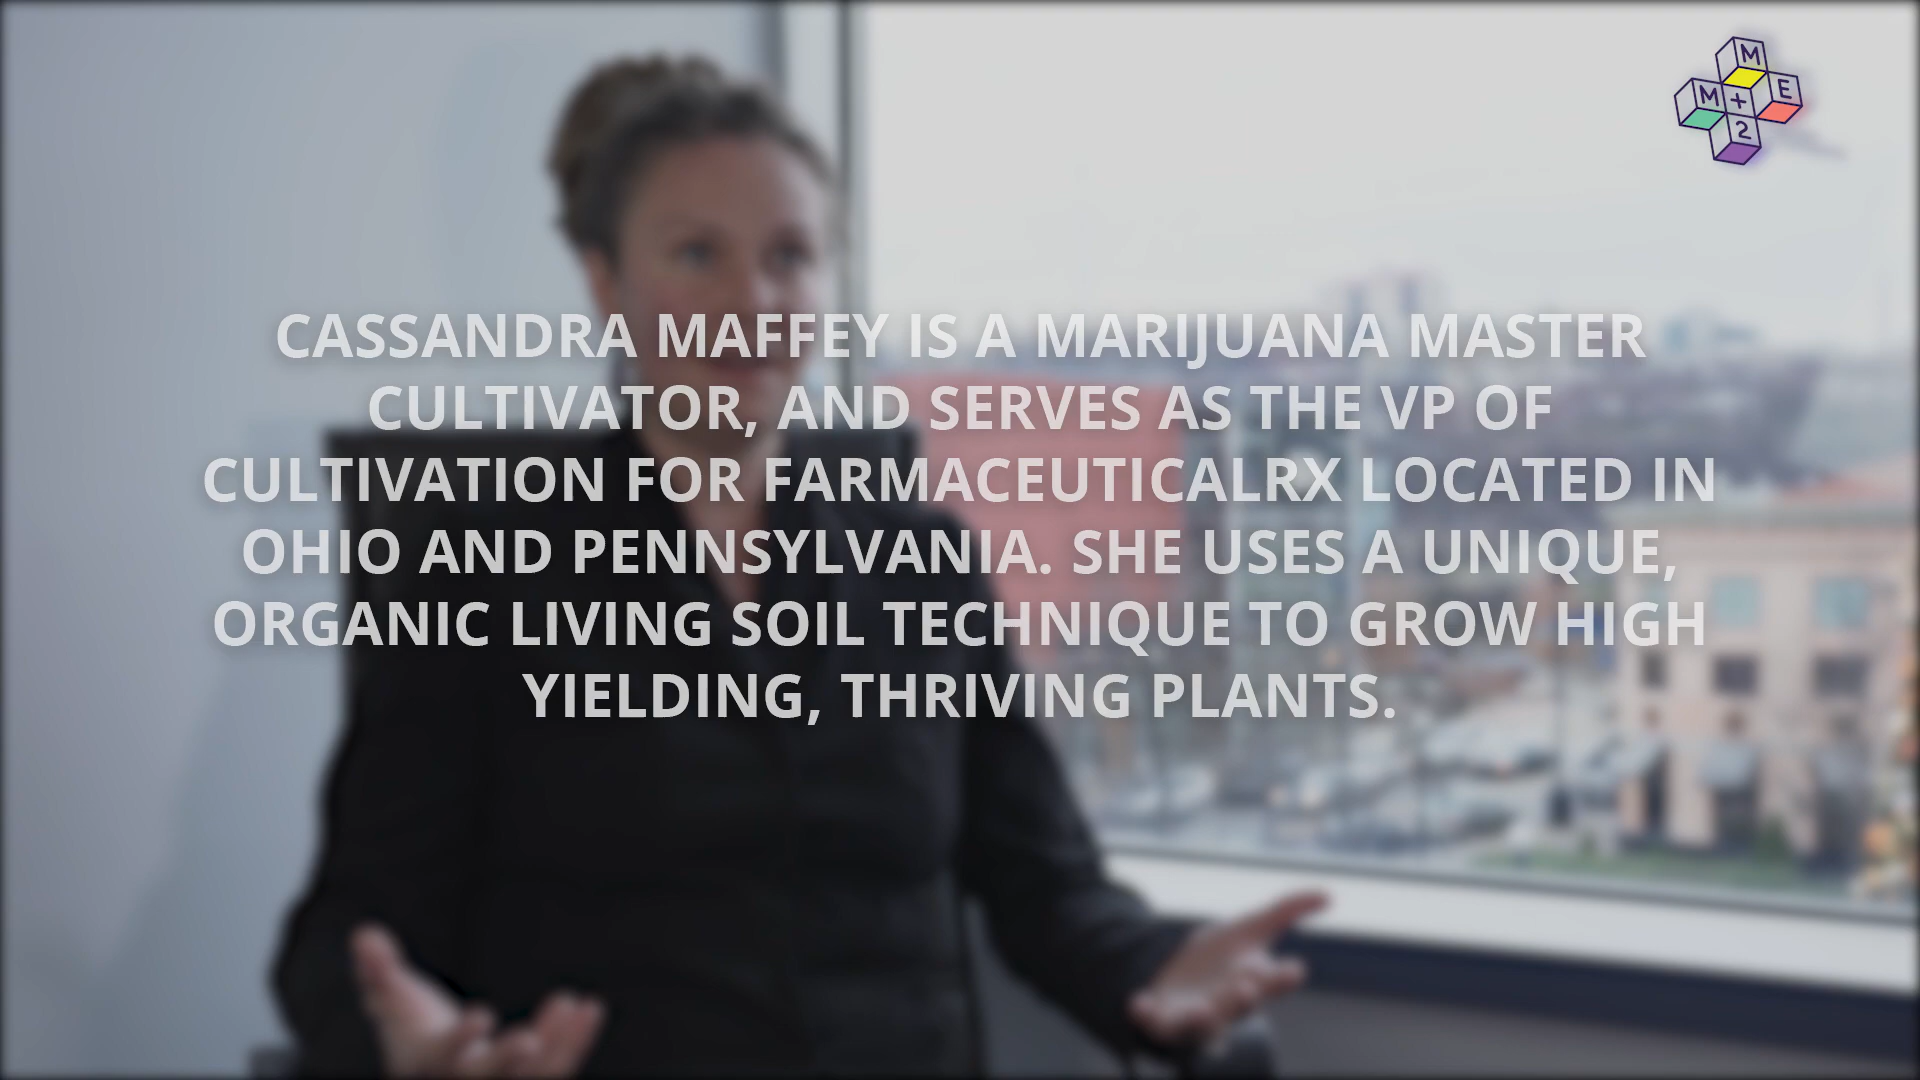 M
M + E
2
CASSANDRA MAFFEY IS A MARIJUANA MASTER
CULTIVATOR, AND SERVES AS THE VP OF
CULTIVATION FOR FARMACEUTICALRX LOCATED IN
OHIO AND PENNSYLVANIA. SHE USES A UNIQUE,
ORGANIC LIVING SOIL TECHNIQUE TO GROW HIGH
YIELDING, THRIVING PLANTS.